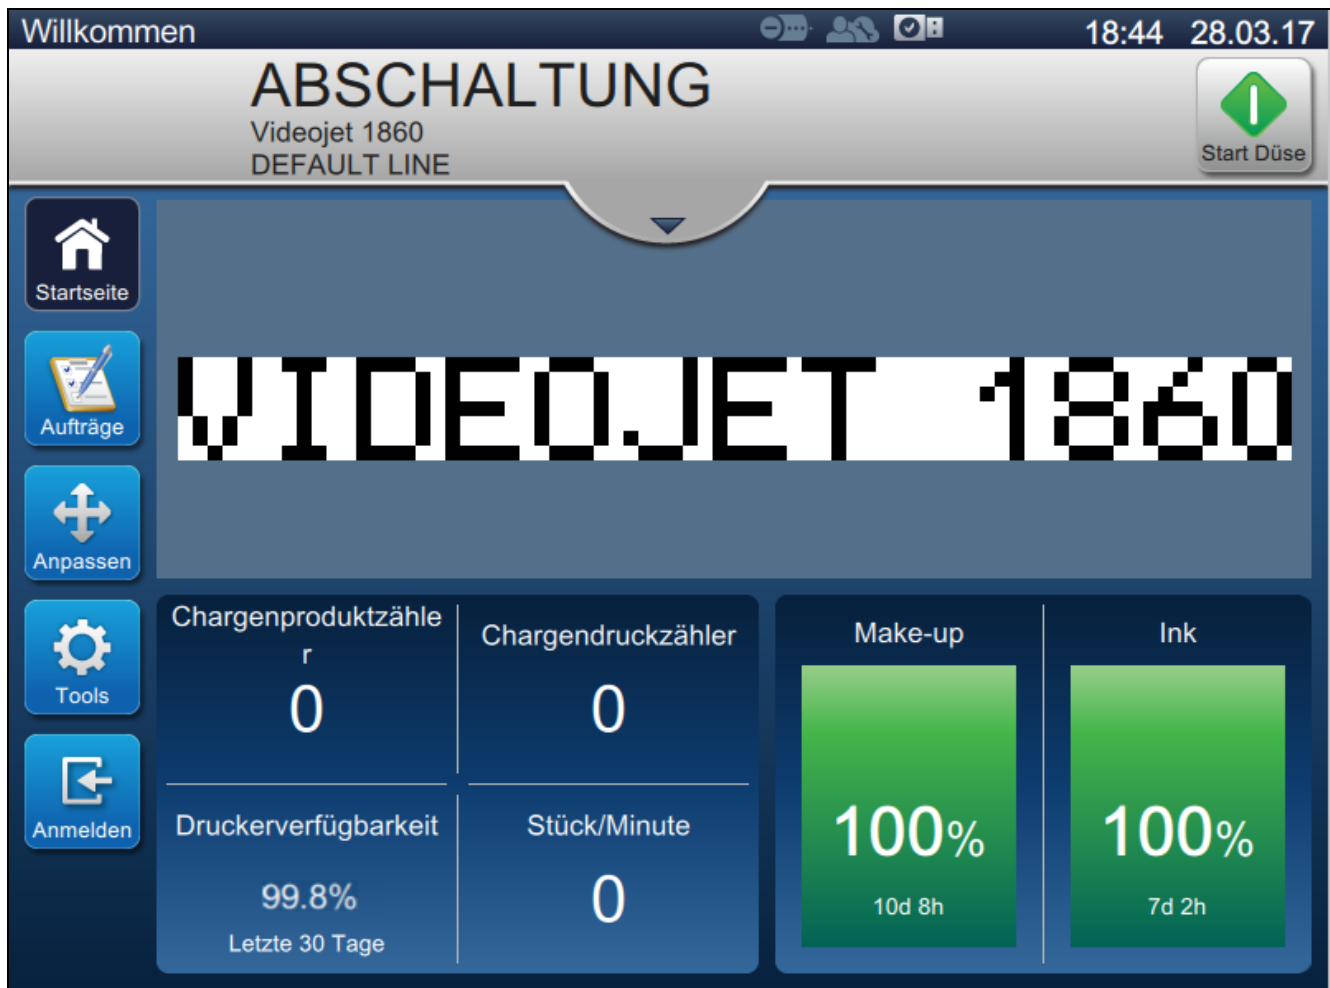 Willkommen
18:44 28.03.17
ABSCHALTUNG
Videojet 1860
DEFAULT LINE
Start Düse
Startseite
Aufträge
Anpassen
Tools
Anmelden
VIDEOJET 1860
Chargenproduktzähle
r
0
Chargendruckzähler
0
Druckerverfügbarkeit
99.8%
Letzte 30 Tage
Stück/Minute
0
Make-up
100%
10d 8h
Ink
100%
7d 2h